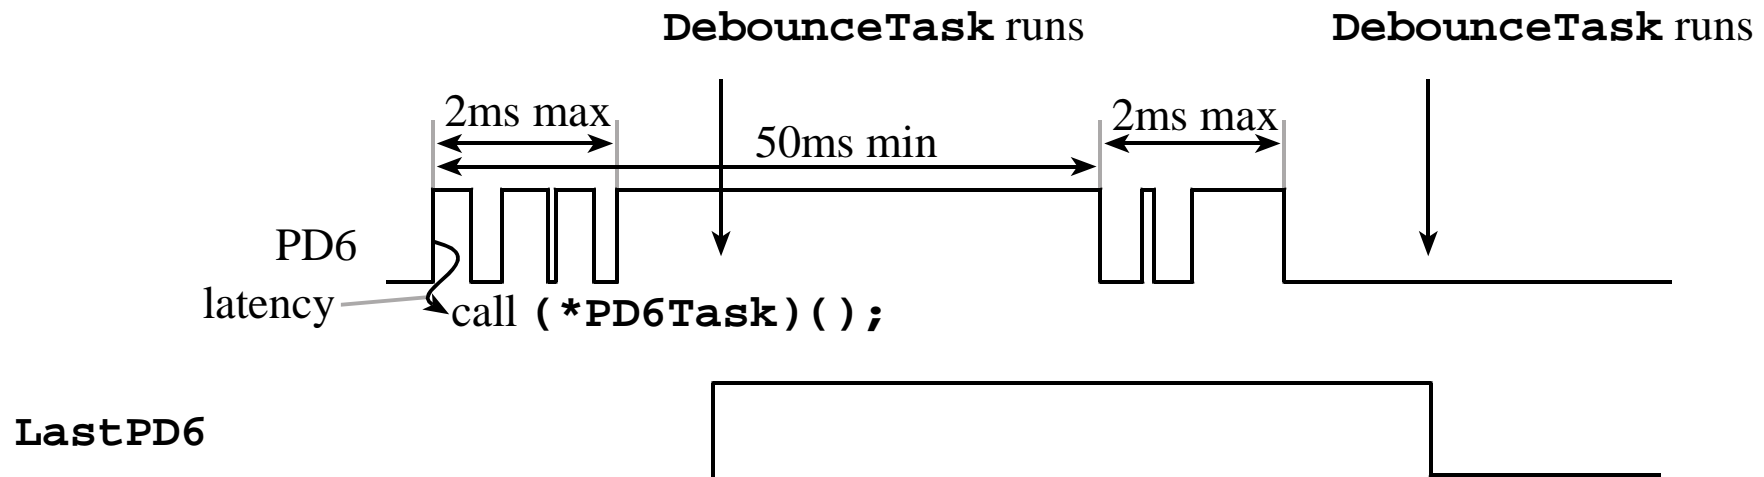 DebounceTask runs DebounceTask runs
2ms max 2ms max
50ms min
PD6
latency
call (*PD6Task)();
LastPD6